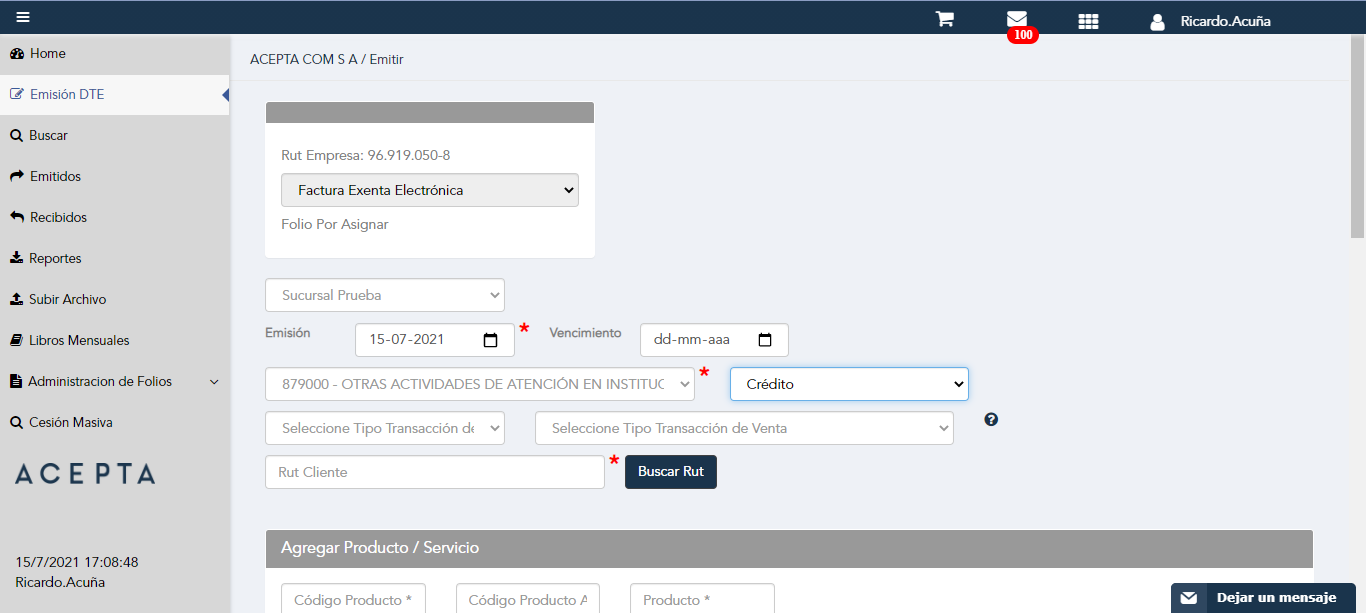 100
Ricardo.Acuña
Home
Emisión DTE
Buscar
Emitidos
Recibidos
Reportes
Subir Archivo
Libros Mensuales
Administracion de Folios
Cesión Masiva
ACEPTA
15/7/2021 17:08:48
Ricardo.Acuña
ACEPTA COM S A / Emitir
Rut Empresa: 96.919.050-8
Factura Exenta Electrónica
Folio Por Asignar
Sucursal Prueba
Emisión 15-07-2021 * Vencimiento dd-mm-aaa
879000 - OTRAS ACTIVIDADES DE ATENCIÓN EN INSTITUC * Crédito
Seleccione Tipo Transacción de Seleccione Tipo Transacción de Venta ?
Rut Cliente * Buscar Rut
Agregar Producto / Servicio
Código Producto * Código Producto A Producto *
Dejar un mensaje